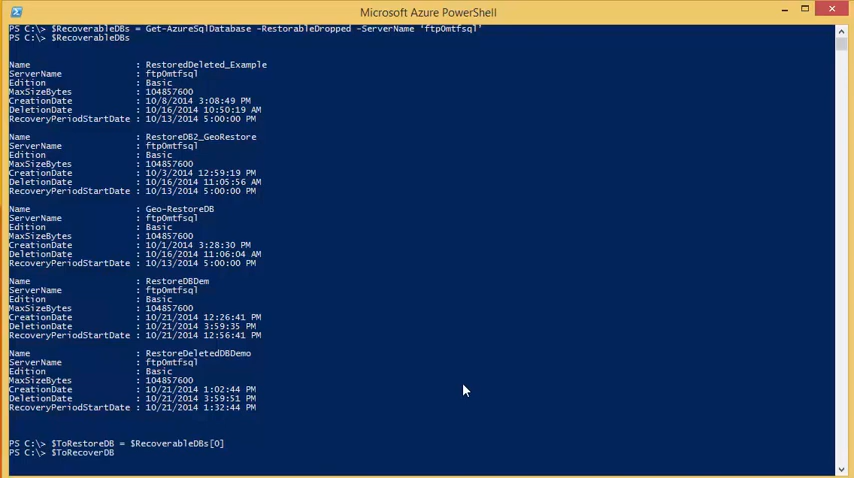 Microsoft Azure PowerShell
PS C:\> $RecoverableDBs = Get-AzureSqlDatabase -RestorableDropped -ServerName 'ftp0mtfsql'
PS C:\> $RecoverableDBs
Name : RestoredDeleted_Example
ServerName : ftp0mtfsql
Edition : Basic
MaxSizeBytes : 104857600
CreationDate : 10/8/2014 3:08:49 PM
DeletionDate : 10/16/2014 10:50:19 AM
RecoveryPeriodStartDate : 10/13/2014 5:00:00 PM
Name : RestoreDB2_GeoRestore
ServerName : ftp0mtfsql
Edition : Basic
MaxSizeBytes : 104857600
CreationDate : 10/3/2014 12:59:19 PM
DeletionDate : 10/16/2014 11:05:56 AM
RecoveryPeriodStartDate : 10/13/2014 5:00:00 PM
Name : Geo-RestoreDB
ServerName : ftp0mtfsql
Edition : Basic
MaxSizeBytes : 104857600
CreationDate : 10/1/2014 3:28:30 PM
DeletionDate : 10/16/2014 11:06:04 AM
RecoveryPeriodStartDate : 10/13/2014 5:00:00 PM
Name : RestoreDBDem
ServerName : ftp0mtfsql
Edition : Basic
MaxSizeBytes : 104857600
CreationDate : 10/21/2014 12:26:41 PM
DeletionDate : 10/21/2014 3:59:35 PM
RecoveryPeriodStartDate : 10/21/2014 12:56:41 PM
Name : RestoreDeletedDBDemo
ServerName : ftp0mtfsql
Edition : Basic
MaxSizeBytes : 104857600
CreationDate : 10/21/2014 1:02:44 PM
DeletionDate : 10/21/2014 3:59:51 PM
RecoveryPeriodStartDate : 10/21/2014 1:32:44 PM
PS C:\> $ToRestoreDB = $RecoverableDBs[0]
PS C:\> $ToRecoverDB